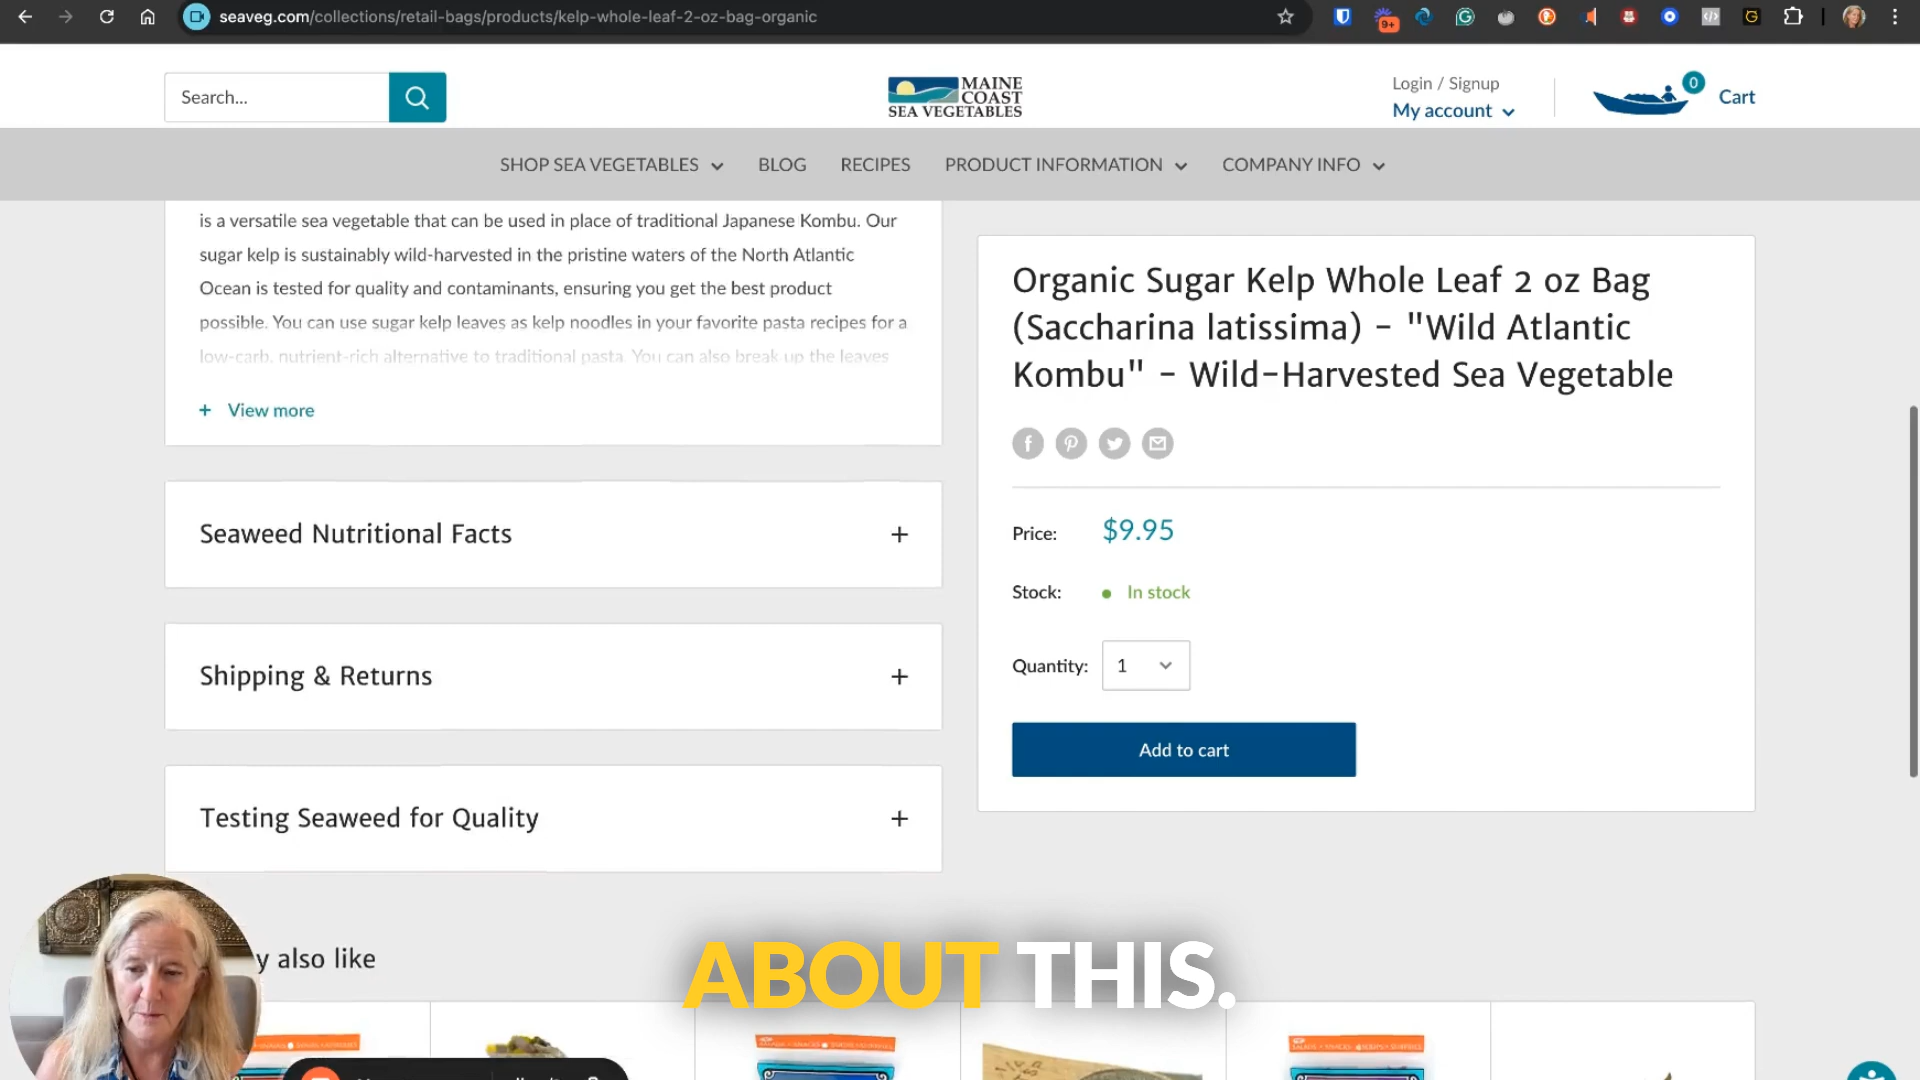 seaveg.com/collections/retail-bags/products/kelp-whole-leaf-2-oz-bag-organic
9+
Search...
MAINE
COAST
SEA VEGETABLES
Login / Signup
My account
0
Cart
SHOP SEA VEGETABLES
BLOG
RECIPES
PRODUCT INFORMATION
COMPANY INFO
is a versatile sea vegetable that can be used in place of traditional Japanese Kombu. Our
sugar kelp is sustainably wild-harvested in the pristine waters of the North Atlantic
Ocean is tested for quality and contaminants, ensuring you get the best product
possible. You can use sugar kelp leaves as kelp noodles in your favorite pasta recipes for a
low-carb, nutrient-rich alternative to traditional pasta. You can also break up the leaves
+ View more
Seaweed Nutritional Facts +
Shipping & Returns +
Testing Seaweed for Quality +
Organic Sugar Kelp Whole Leaf 2 oz Bag
(Saccharina latissima) - "Wild Atlantic
Kombu" - Wild-Harvested Sea Vegetable
Price: $9.95
Stock: In stock
Quantity: 1
Add to cart
y also like
ABOUT THIS.